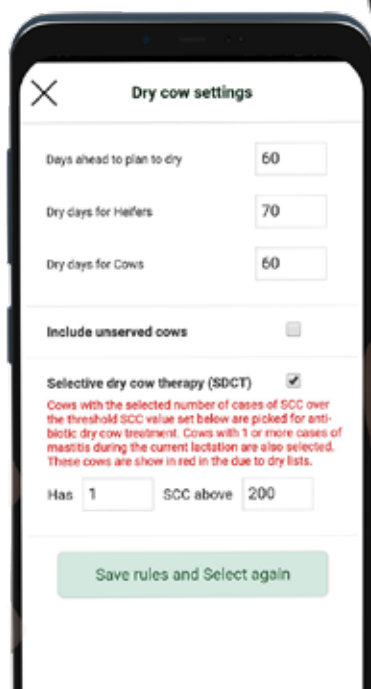 Dry cow settings
Days ahead to plan to dry 60
Dry days for Heifers 70
Dry days for Cows 60
Include unserved cows
Selective dry cow therapy (SDCT)
Cows with the selected number of cases of SCC over
the threshold SCC value set below are picked for anti-
biotic dry cow treatment. Cows with 1 or more cases of
mastitis during the current lactation are also selected.
These cows are show in red in the due to dry lists.
Has 1 SCC above 200
Save rules and Select again